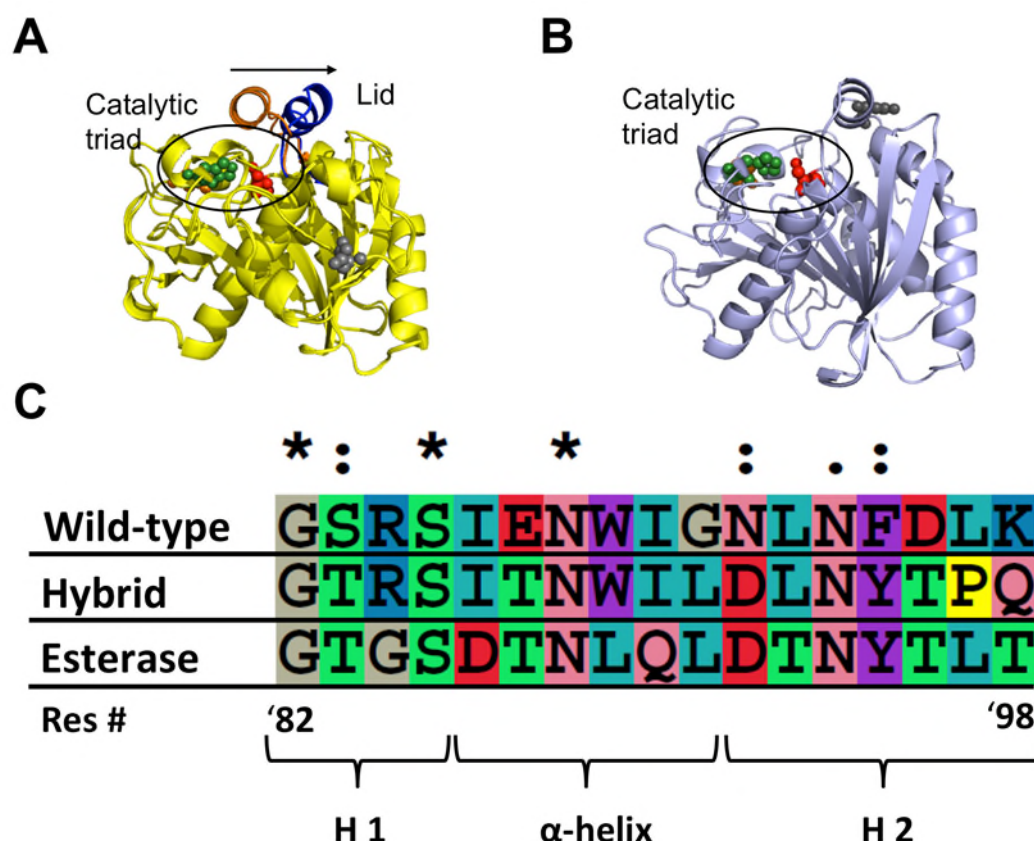 A
B
Catalytic
triad
Lid
Catalytic
triad
C
* : * * : . :
Wild-type GSRSIENWIGNLNFDLK
Hybrid GTRSITNWILDLNYTPQ
Esterase GTGSDTNLQLDTNYTLT
Res # ‘82 ‘98
H 1 α-helix H 2